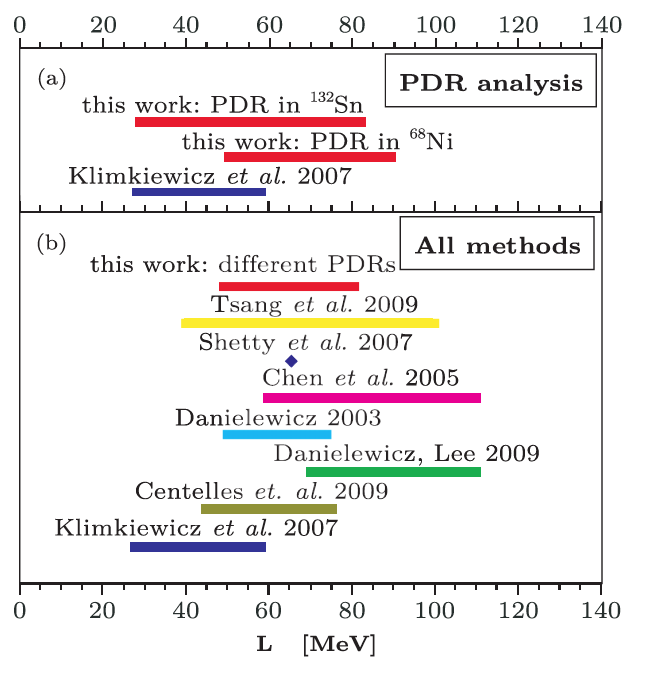 0 20 40 60 80 100 120 140
(a)
PDR analysis
this work: PDR in ¹³²Sn
this work: PDR in ⁶⁸Ni
Klimkiewicz et al. 2007
(b)
All methods
this work: different PDRs
Tsang et al. 2009
Shetty et al. 2007
Chen et al. 2005
Danielewicz 2003
Danielewicz, Lee 2009
Centelles et. al. 2009
Klimkiewicz et al. 2007
0 20 40 60 80 100 120 140
L [MeV]